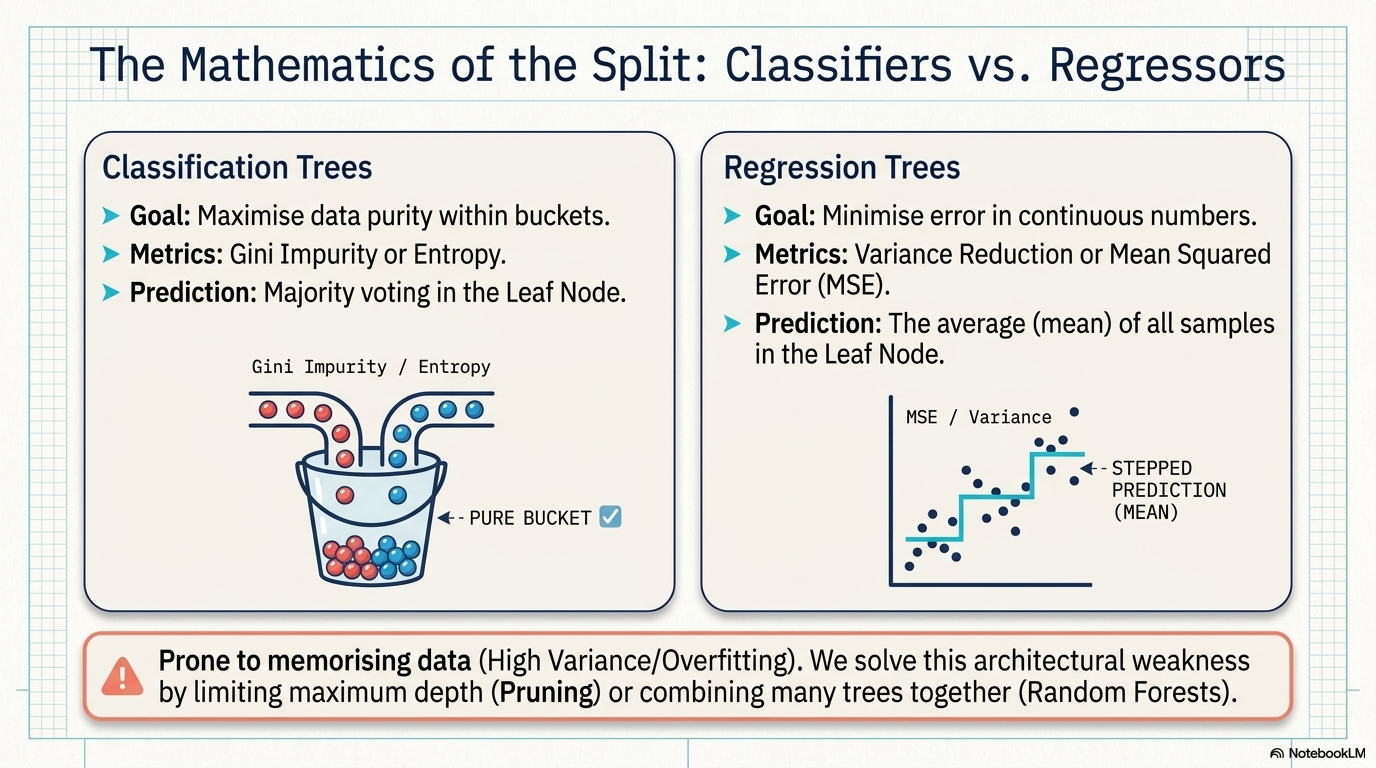 The Mathematics of the Split: Classifiers vs. Regressors
Classification Trees
Goal: Maximise data purity within buckets.
Metrics: Gini Impurity or Entropy.
Prediction: Majority voting in the Leaf Node.
Gini Impurity / Entropy
PURE BUCKET
Regression Trees
Goal: Minimise error in continuous numbers.
Metrics: Variance Reduction or Mean Squared
Error (MSE).
Prediction: The average (mean) of all samples
in the Leaf Node.
MSE / Variance
STEPPED
PREDICTION
(MEAN)
Prone to memorising data (High Variance/Overfitting). We solve this architectural weakness
by limiting maximum depth (Pruning) or combining many trees together (Random Forests).
NotebookLM